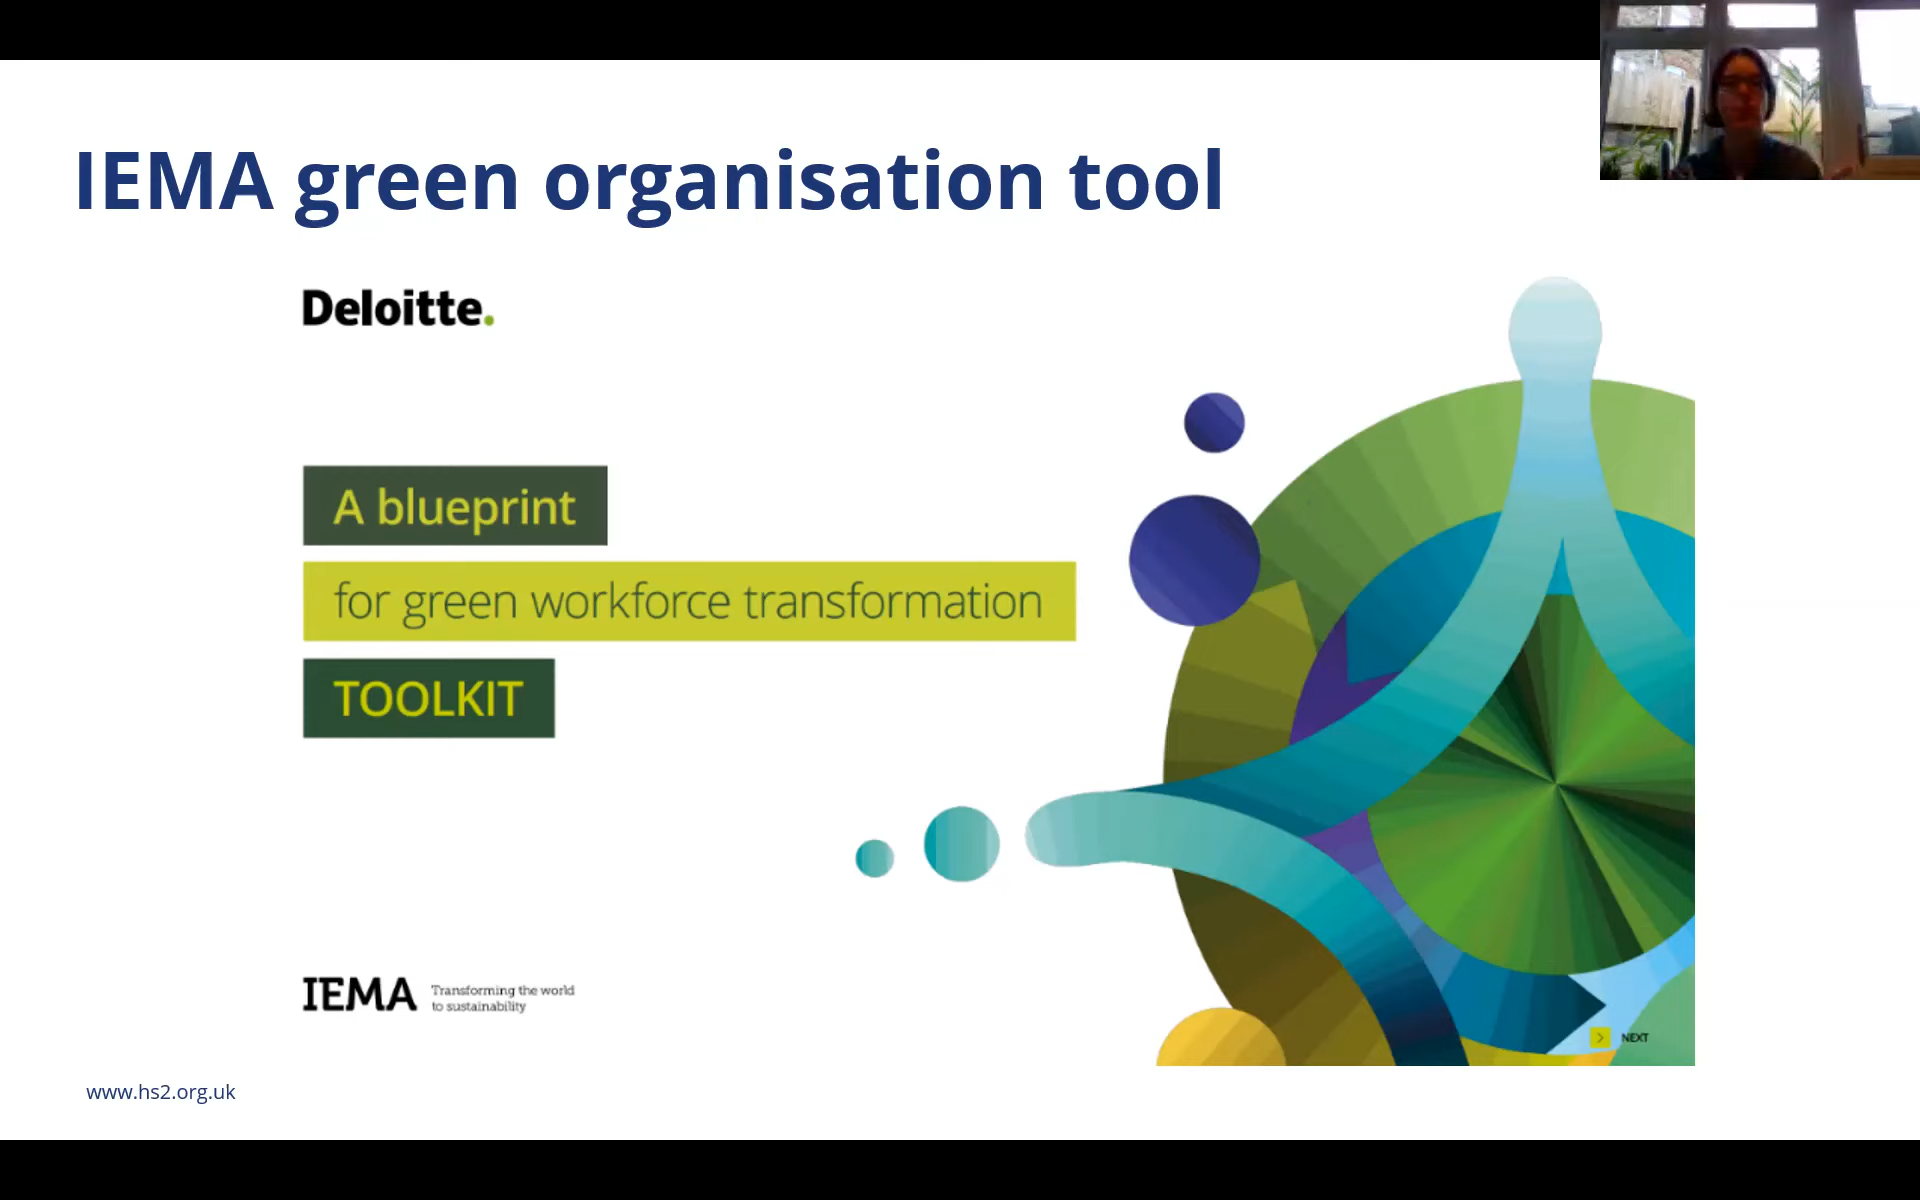 IEMA green organisation tool
Deloitte.
A blueprint
for green workforce transformation
TOOLKIT
IEMA Transforming the world
to sustainability
NEXT
www.hs2.org.uk